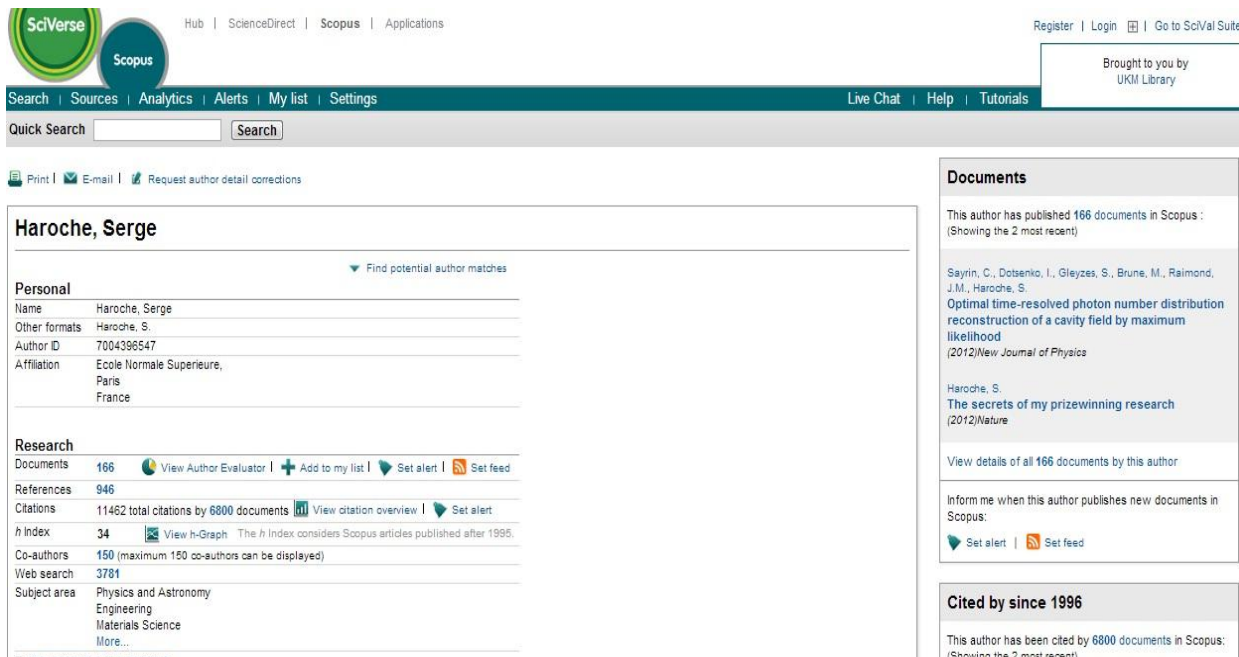 SciVerse
Hub | ScienceDirect | Scopus | Applications
Register | Login | Go to SciVal Suite
Scopus
Brought to you by
UKM Library
Search | Sources | Analytics | Alerts | My list | Settings
Live Chat | Help | Tutorials
Quick Search
Search
Print | E-mail | Request author detail corrections
Haroche, Serge
Find potential author matches
Personal
Name Haroche, Serge
Other formats Haroche, S.
Author ID 7004396547
Affiliation Ecole Normale Superieure,
Paris
France
Research
Documents 166 View Author Evaluator | Add to my list | Set alert | Set feed
References 946
Citations 11462 total citations by 6800 documents View citation overview | Set alert
h Index 34 View h-Graph The h Index considers Scopus articles published after 1995.
Co-authors 150 (maximum 150 co-authors can be displayed)
Web search 3781
Subject area Physics and Astronomy
Engineering
Materials Science
More...
Documents
This author has published 166 documents in Scopus :
(Showing the 2 most recent)
Sayrin, C., Dotsenko, I., Gleyzes, S., Brune, M., Raimond,
J.M., Haroche, S.
Optimal time-resolved photon number distribution
reconstruction of a cavity field by maximum
likelihood
(2012)New Journal of Physics
Haroche, S.
The secrets of my prizewinning research
(2012)Nature
View details of all 166 documents by this author
Inform me when this author publishes new documents in
Scopus:
Set alert | Set feed
Cited by since 1996
This author has been cited by 6800 documents in Scopus:
(Showing the 2 most recent)